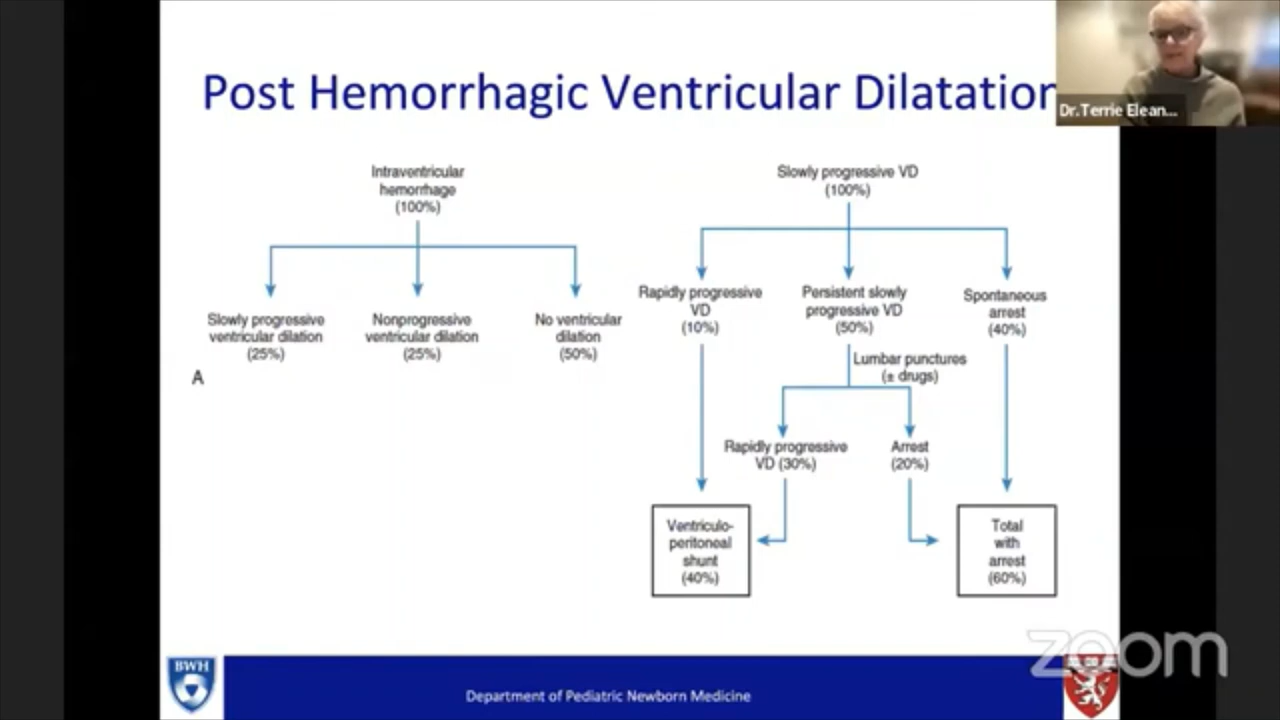 Post Hemorrhagic Ventricular Dilatation
Dr.Terrie Elean...
Intraventricular
hemorrhage
(100%)
Slowly progressive
ventricular dilation
(25%)
Nonprogressive
ventricular dilation
(25%)
No ventricular
dilation
(50%)
A
Slowly progressive VD
(100%)
Rapidly progressive
VD
(10%)
Persistent slowly
progressive VD
(50%)
Spontaneous
arrest
(40%)
Lumbar punctures
(± drugs)
Rapidly progressive
VD (30%)
Arrest
(20%)
Ventriculo-
peritoneal
shunt
(40%)
Total
with
arrest
(60%)
zoom
BWH
Department of Pediatric Newborn Medicine